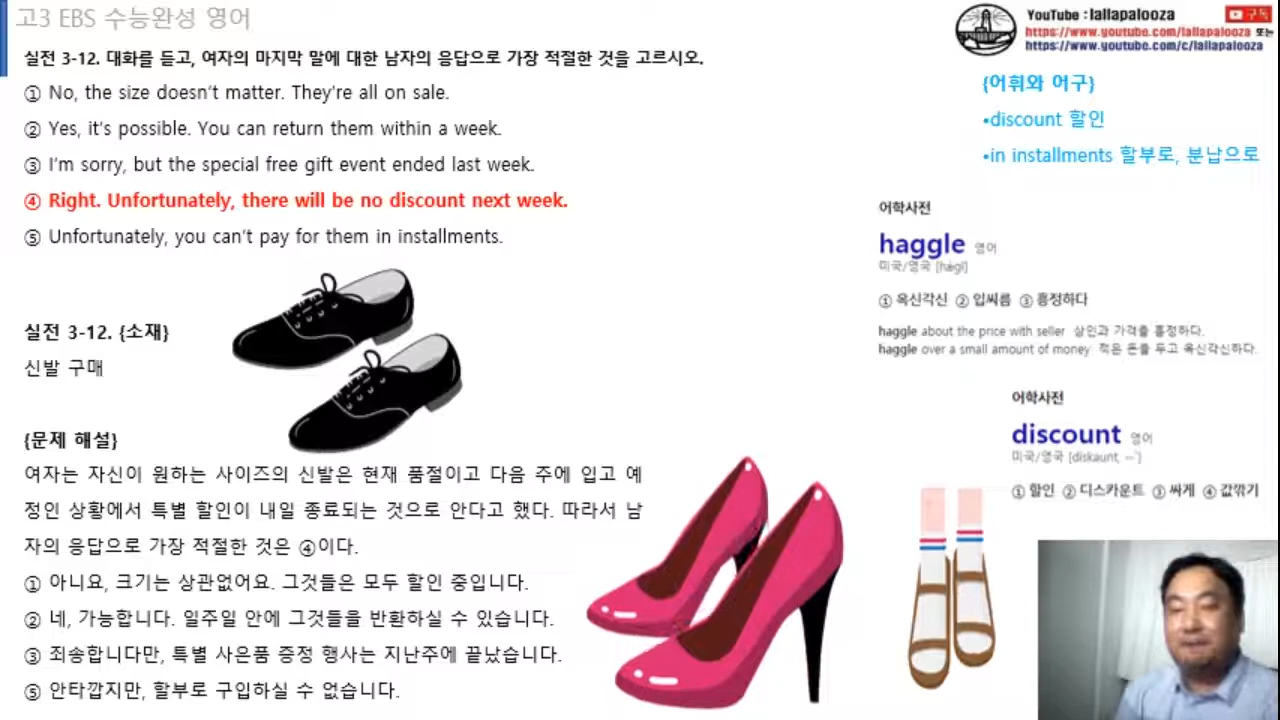 고3 EBS 수능완성 영어
YouTube : lallapalooza
구독
https://www.youtube.com/lallapalooza 또는
https://www.youtube.com/c/lallapalooza
실전 3-12. 대화를 듣고, 여자의 마지막 말에 대한 남자의 응답으로 가장 적절한 것을 고르시오.
① No, the size doesn't matter. They're all on sale.
② Yes, it's possible. You can return them within a week.
③ I'm sorry, but the special free gift event ended last week.
④ Right. Unfortunately, there will be no discount next week.
⑤ Unfortunately, you can't pay for them in installments.
{어휘와 어구}
•discount 할인
•in installments 할부로, 분납으로
어학사전
haggle 영어
미국/영국 [hǽgl]
① 옥신각신 ② 입씨름 ③ 흥정하다
haggle about the price with seller 상인과 가격을 흥정하다.
haggle over a small amount of money 적은 돈을 두고 옥신각신하다.
어학사전
discount 영어
미국/영국
① 할인 ② 디스카운트 ③ 싸게 ④ 값깎기
실전 3-12. {소재}
신발 구매
{문제 해설}
여자는 자신이 원하는 사이즈의 신발은 현재 품절이고 다음 주에 입고 예
정인 상황에서 특별 할인이 내일 종료되는 것으로 안다고 했다. 따라서 남
자의 응답으로 가장 적절한 것은 ④이다.
① 아니요, 크기는 상관없어요. 그것들은 모두 할인 중입니다.
② 네, 가능합니다. 일주일 안에 그것들을 반환하실 수 있습니다.
③ 죄송합니다만, 특별 사은품 증정 행사는 지난주에 끝났습니다.
⑤ 안타깝지만, 할부로 구입하실 수 없습니다.